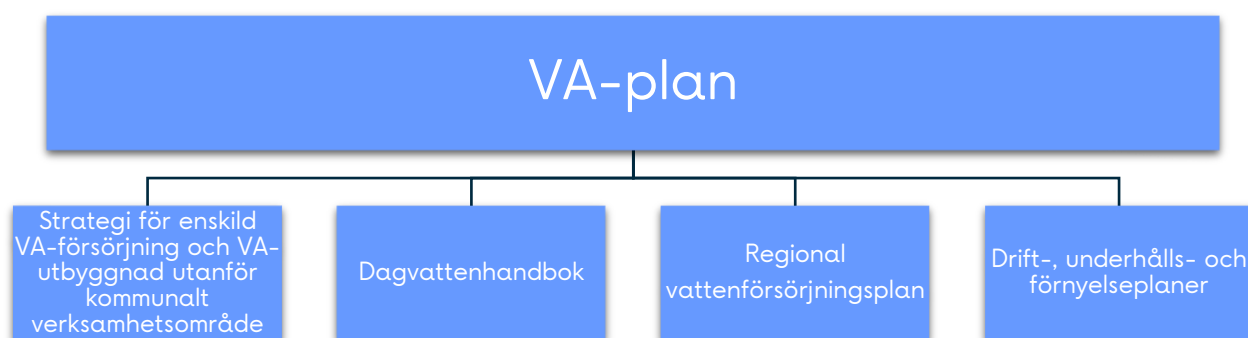 VA-plan
Strategi för enskild
VA-försörjning och VA-
utbyggnad utanför
kommunalt
verksamhetsområde
Dagvattenhandbok
Regional
vattenförsörjningsplan
Drift-, underhålls- och
förnyelseplaner